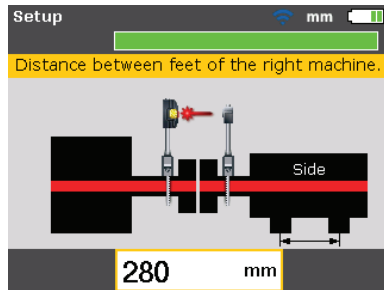 Setup mm
Distance between feet of the right machine.
Side
280 mm